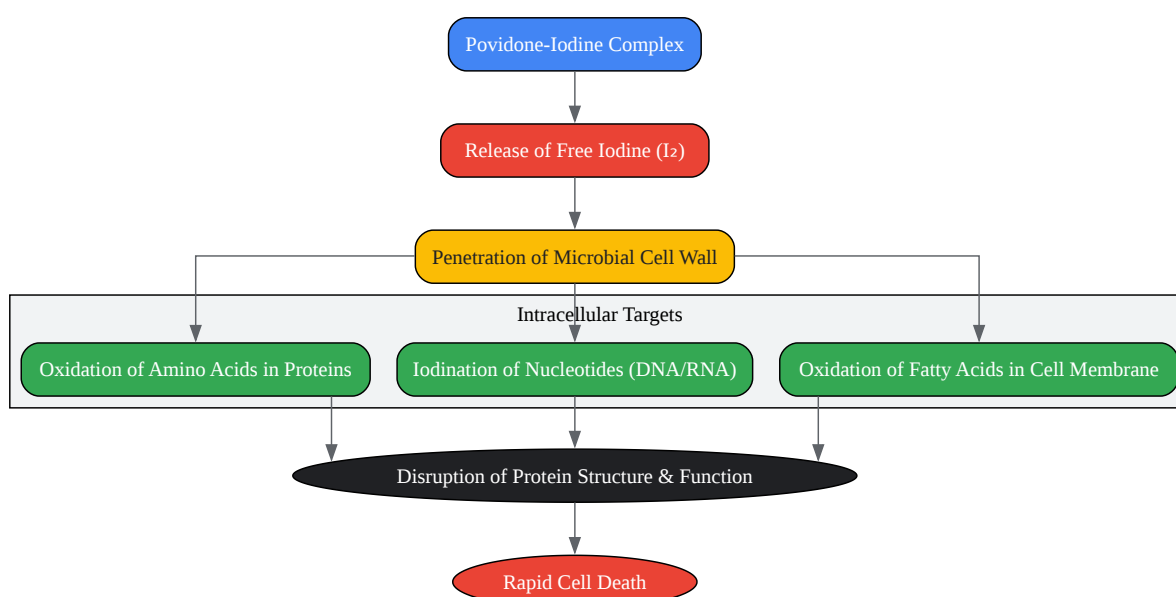 Povidone-Iodine Complex
Release of Free Iodine (I₂)
Penetration of Microbial Cell Wall
Intracellular Targets
Oxidation of Amino Acids in Proteins
Iodination of Nucleotides (DNA/RNA)
Oxidation of Fatty Acids in Cell Membrane
Disruption of Protein Structure & Function
Rapid Cell Death